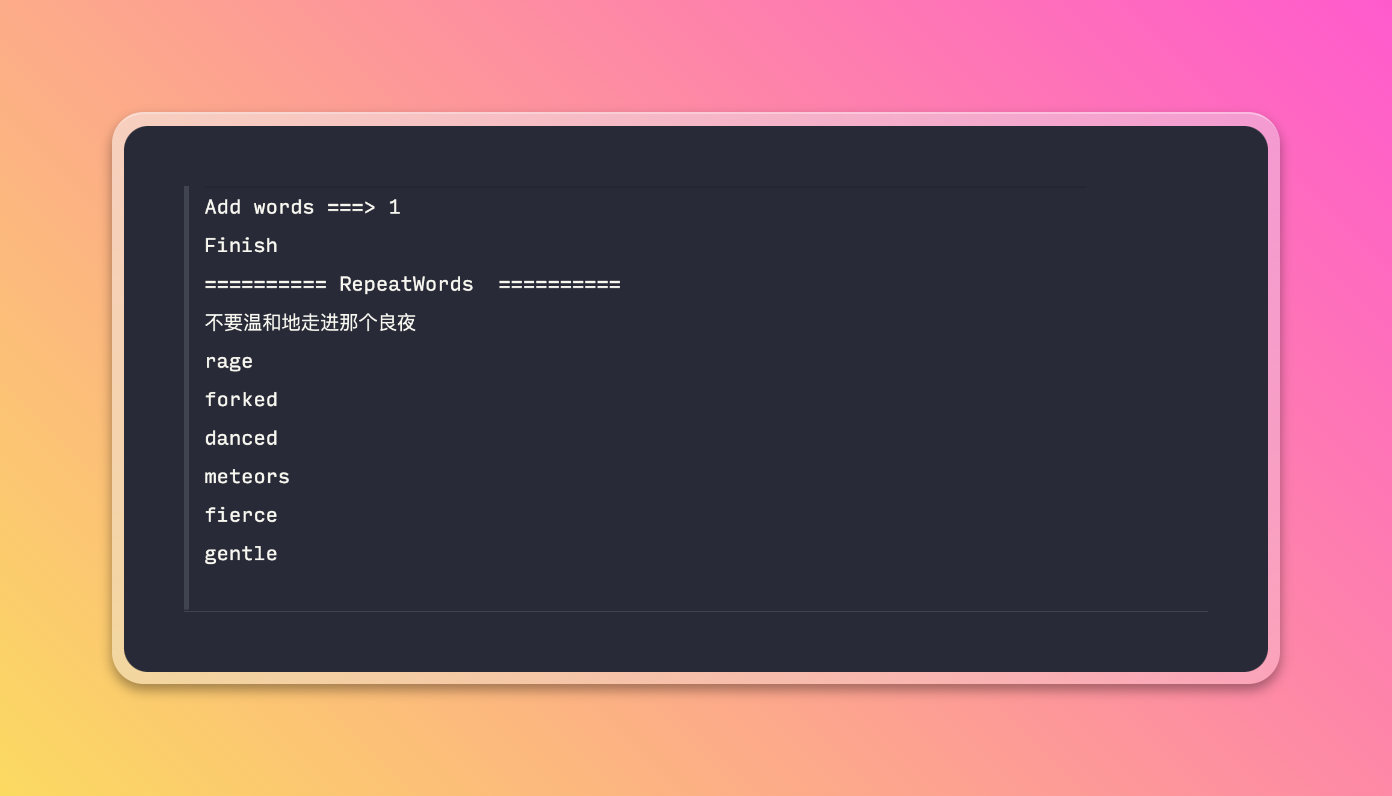 Add words ===> 1
Finish
========== RepeatWords  ==========
不要温和地走进那个良夜
rage
forked
danced
meteors
fierce
gentle